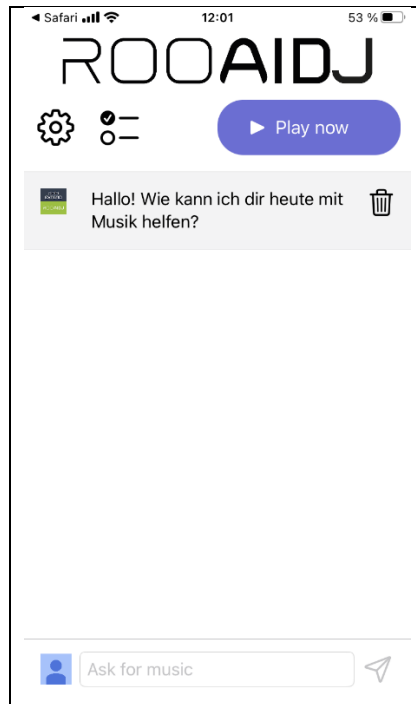 Safari
12:01
53 %
ROOAIDJ
Play now
Hallo! Wie kann ich dir heute mit
Musik helfen?
Ask for music